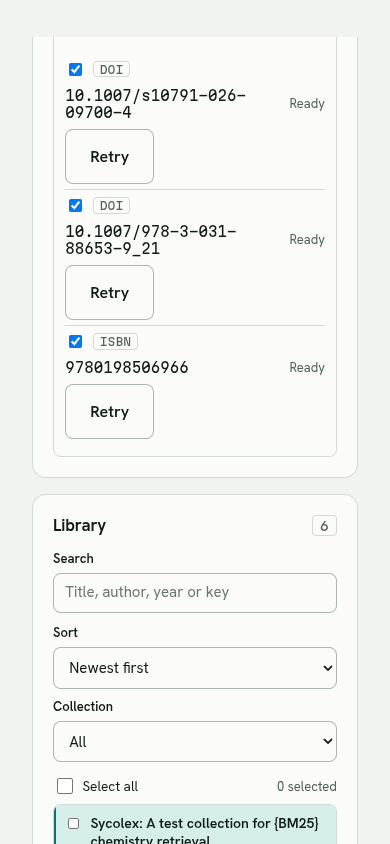 DOI
10.1007/s10791-026-
09700-4
Ready
Retry
DOI
10.1007/978-3-031-
88653-9_21
Ready
Retry
ISBN
9780198506966
Ready
Retry
Library
6
Search
Title, author, year or key
Sort
Newest first
Collection
All
Select all
0 selected
Sycolex: A test collection for {BM25}
chemistry retrieval